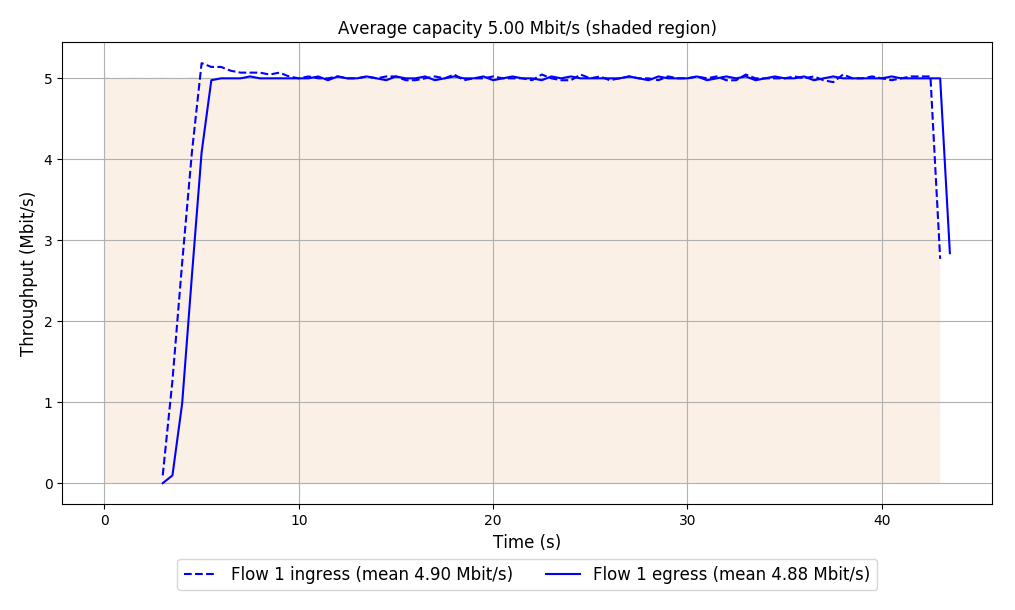 Average capacity 5.00 Mbit/s (shaded region)
Throughput (Mbit/s)
5
4
3
2
1
0
0 10 20 30 40
Time (s)
Flow 1 ingress (mean 4.90 Mbit/s) Flow 1 egress (mean 4.88 Mbit/s)